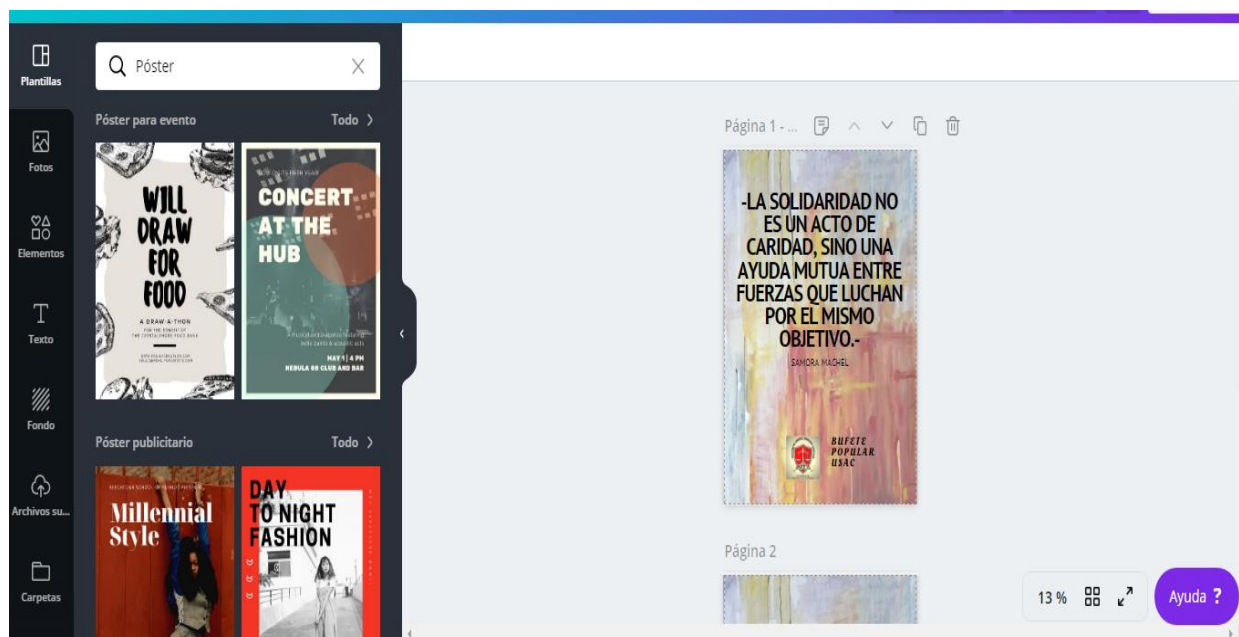 Plantillas
Fotos
Elementos
Texto
Fondo
Archivos su...
Carpetas
Póster
Póster para evento
Todo
WILL
DRAW
FOR
FOOD
A DRAW-A-THON
CONCERT
AT THE
HUB
MAY 1 | 4 PM
NEBULA 88 CLUB AND BAR
Póster publicitario
Todo
Millennial
Style
DAY
TO NIGHT
FASHION
Página 1 - ...
-LA SOLIDARIDAD NO
ES UN ACTO DE
CARIDAD, SINO UNA
AYUDA MUTUA ENTRE
FUERZAS QUE LUCHAN
POR EL MISMO
OBJETIVO.-
SAMORA MACHEL
BUFETE
POPULAR
USAC
Página 2
13 %
Ayuda ?